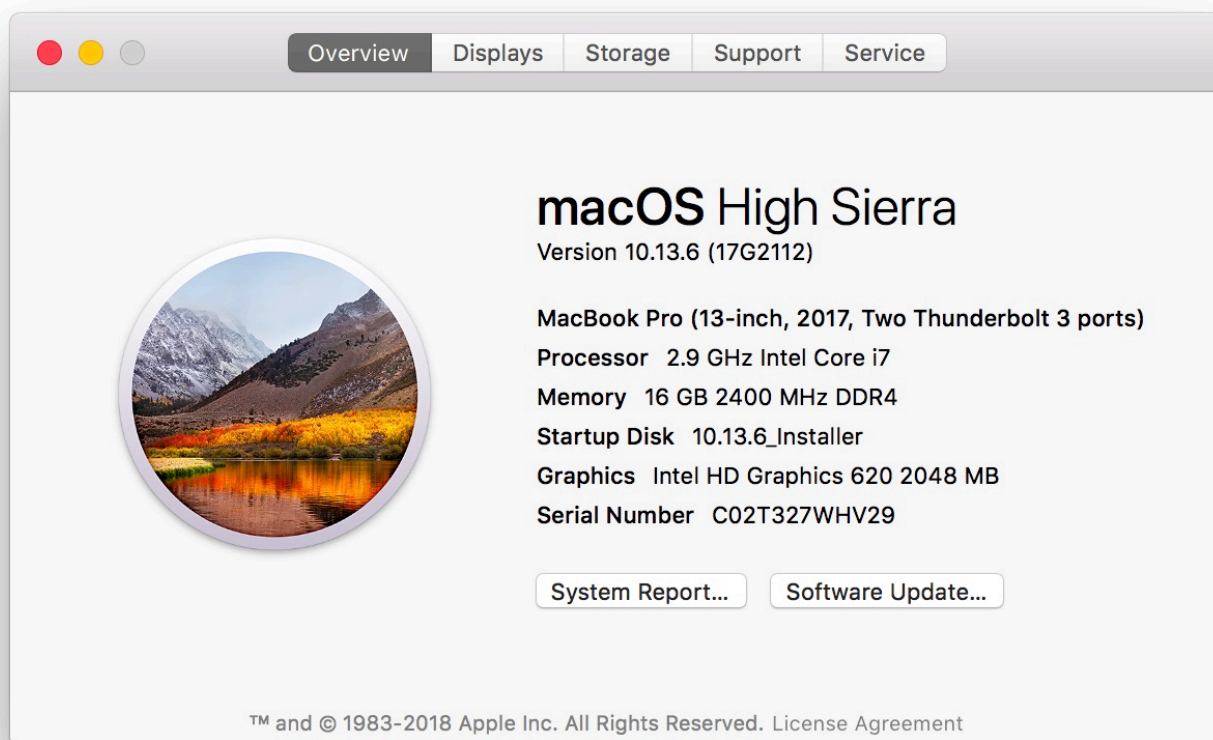 Overview Displays Storage Support Service
macOS High Sierra
Version 10.13.6 (17G2112)
MacBook Pro (13-inch, 2017, Two Thunderbolt 3 ports)
Processor 2.9 GHz Intel Core i7
Memory 16 GB 2400 MHz DDR4
Startup Disk 10.13.6_Installer
Graphics Intel HD Graphics 620 2048 MB
Serial Number C02T327WHV29
System Report... Software Update...
™ and © 1983-2018 Apple Inc. All Rights Reserved. License Agreement